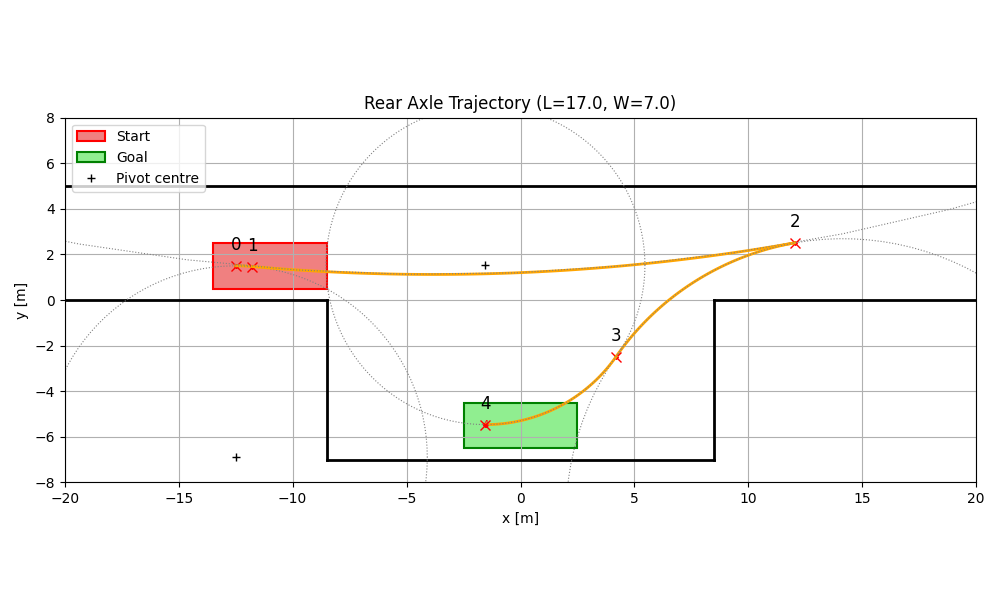 Rear Axle Trajectory (L=17.0, W=7.0)
Start
Goal
Pivot centre
8
6
4
2
0
−2
−4
−6
−8
y [m]
0 1
2
3
4
−20 −15 −10 −5 0 5 10 15 20
x [m]